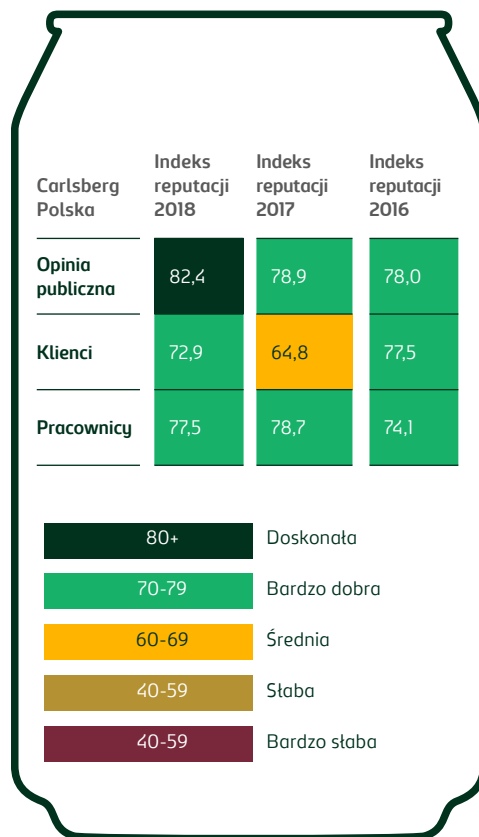 Carlsberg Polska
Indeks reputacji 2018
Indeks reputacji 2017
Indeks reputacji 2016
Opinia publiczna
82,4
78,9
78,0
Klienci
72,9
64,8
77,5
Pracownicy
77,5
78,7
74,1
80+ Doskonała
70-79 Bardzo dobra
60-69 Średnia
40-59 Słaba
40-59 Bardzo słaba